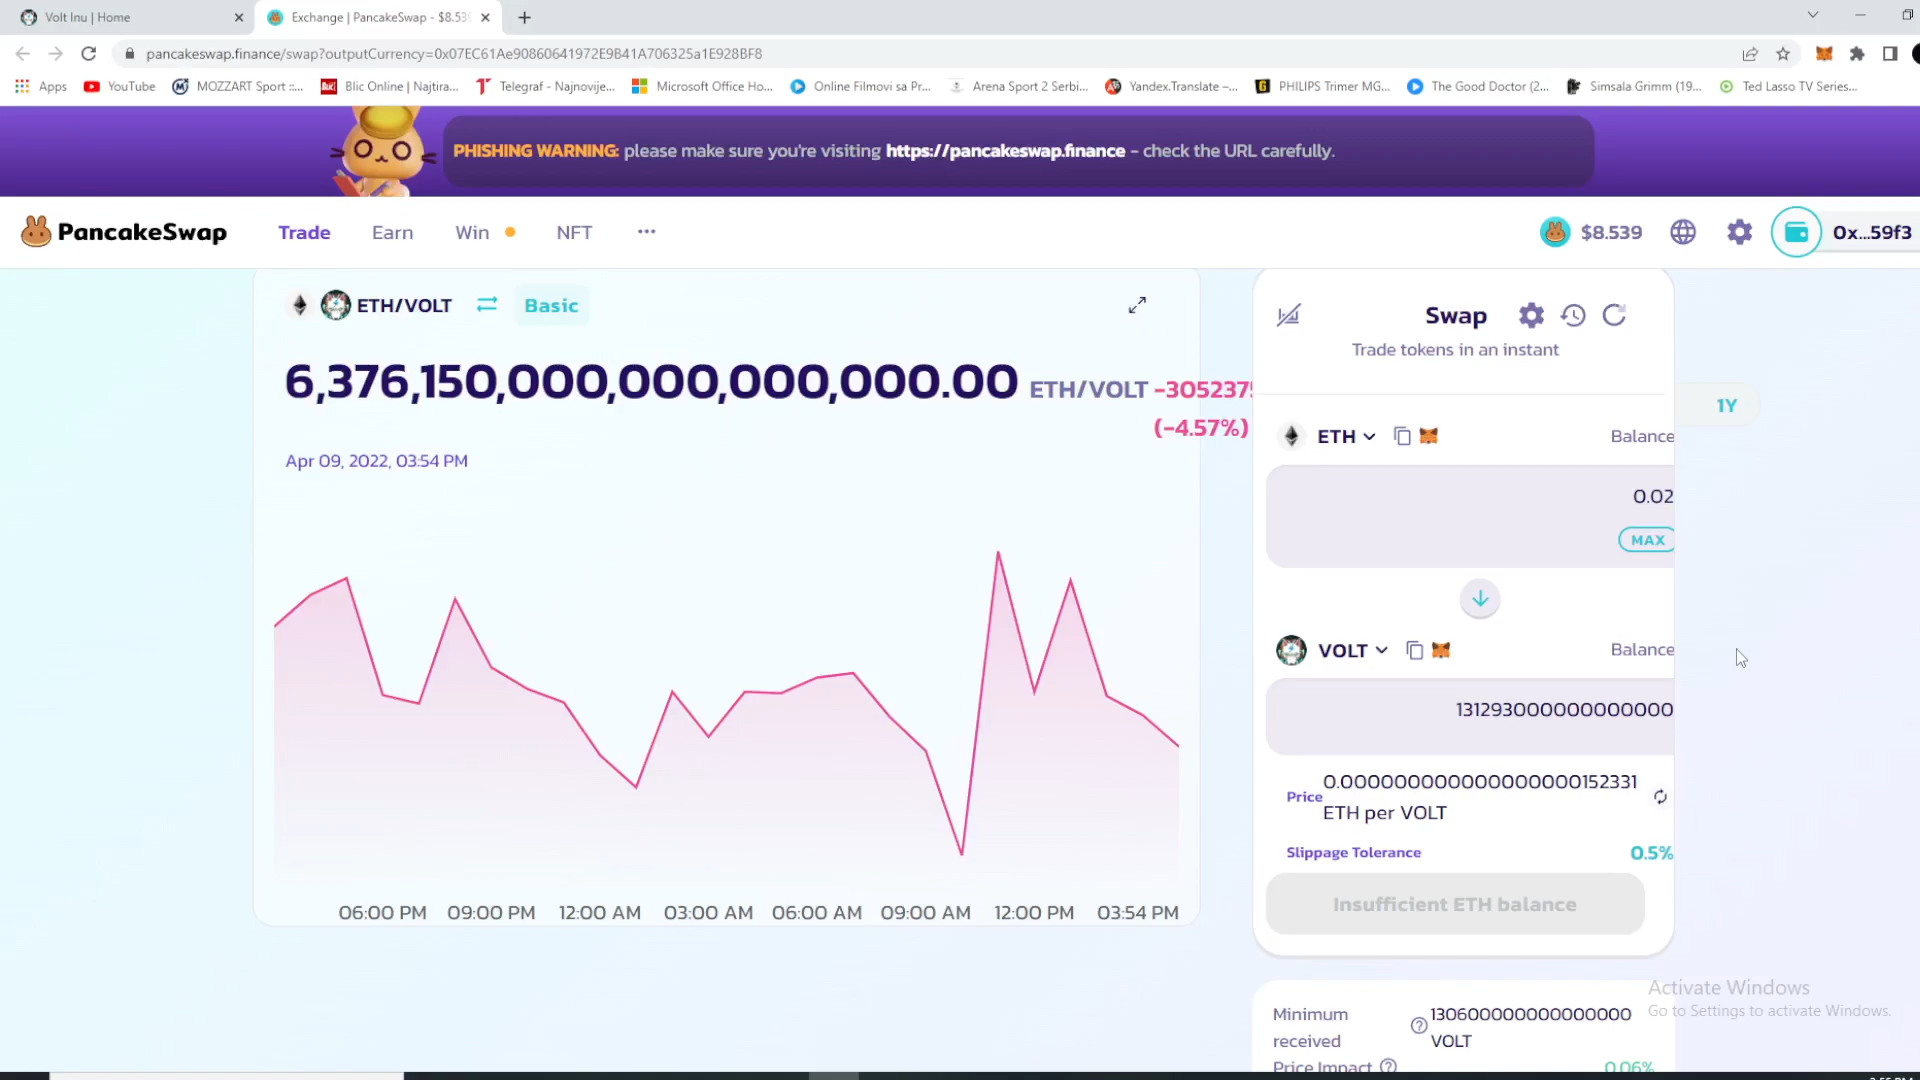 Volt Inu | Home
Exchange | PancakeSwap - $8.539
pancakeswap.finance/swap?outputCurrency=0x07EC61Ae90860641972E9B41A706325a1E928BF8
Apps
YouTube
MOZZART Sport ::...
Blic Online | Najtira...
Telegraf - Najnovije...
Microsoft Office Ho...
Online Filmovi sa Pr...
Arena Sport 2 Serbi...
Yandex.Translate –...
PHILIPS Trimer MG...
The Good Doctor (2...
Simsala Grimm (19...
Ted Lasso TV Series...
PHISHING WARNING: please make sure you're visiting https://pancakeswap.finance - check the URL carefully.
PancakeSwap
Trade
Earn
Win
NFT
$8.539
0x...59f3
ETH/VOLT
Basic
6,376,150,000,000,000,000.00 ETH/VOLT -3052375
(-4.57%)
Apr 09, 2022, 03:54 PM
1Y
06:00 PM 09:00 PM 12:00 AM 03:00 AM 06:00 AM 09:00 AM 12:00 PM 03:54 PM
Swap
Trade tokens in an instant
ETH
Balance
0.02
MAX
VOLT
Balance
131293000000000000
Price
0.000000000000000000152331
ETH per VOLT
Slippage Tolerance
0.5%
Insufficient ETH balance
Minimum
received
130600000000000000
VOLT
Price Impact
0.06%
Activate Windows
Go to Settings to activate Windows.